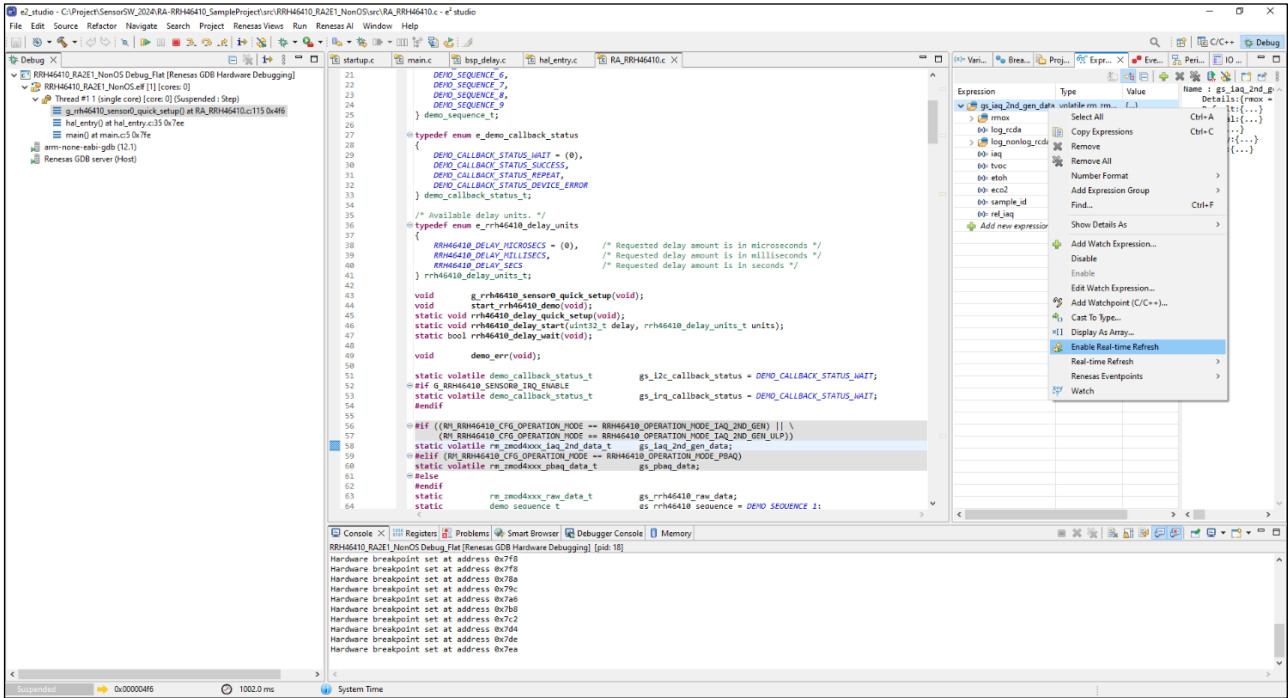 e2_studio - C:\Project\SensorSW_2024\RA-RRH46410_SampleProject\src\RRH46410_RA2E1_NonOS\src\RA_RRH46410.c - e² studio
File Edit Source Refactor Navigate Search Project Renesas Views Run Renesas AI Window Help
C/C++ Debug
Debug
RRH46410_RA2E1_NonOS Debug_Flat [Renesas GDB Hardware Debugging]
RRH46410_RA2E1_NonOS.elf [1] [cores: 0]
Thread #1 1 (single core) [core: 0] (Suspended : Step)
g_rrh46410_sensor0_quick_setup() at RA_RRH46410.c:115 0x4f6
hal_entry() at hal_entry.c:35 0x7ee
main() at main.c:5 0x7fe
arm-none-eabi-gdb (12.1)
Renesas GDB server (Host)
startup.c main.c bsp_delay.c hal_entry.c RA_RRH46410.c
21 DEMO_SEQUENCE_6,
22 DEMO_SEQUENCE_7,
23 DEMO_SEQUENCE_8,
24 DEMO_SEQUENCE_9
25 } demo_sequence_t;
26
27 typedef enum e_demo_callback_status
28 {
29 DEMO_CALLBACK_STATUS_WAIT = (0),
30 DEMO_CALLBACK_STATUS_SUCCESS,
31 DEMO_CALLBACK_STATUS_REPEAT,
32 DEMO_CALLBACK_STATUS_DEVICE_ERROR
33 } demo_callback_status_t;
34
35 /* Available delay units. */
36 typedef enum e_rrh46410_delay_units
37 {
38 RRH46410_DELAY_MICROSECS = (0), /* Requested delay amount is in microseconds */
39 RRH46410_DELAY_MILLISECS, /* Requested delay amount is in milliseconds */
40 RRH46410_DELAY_SECS /* Requested delay amount is in seconds */
41 } rrh46410_delay_units_t;
42
43 void g_rrh46410_sensor0_quick_setup(void);
44 void start_rrh46410_demo(void);
45 static void rrh46410_delay_quick_setup(void);
46 static void rrh46410_delay_start(uint32_t delay, rrh46410_delay_units_t units);
47 static bool rrh46410_delay_wait(void);
48
49 void demo_err(void);
50
51 static volatile demo_callback_status_t gs_i2c_callback_status = DEMO_CALLBACK_STATUS_WAIT;
52 #if G_RRH46410_SENSOR0_IRQ_ENABLE
53 static volatile demo_callback_status_t gs_irq_callback_status = DEMO_CALLBACK_STATUS_WAIT;
54 #endif
55
56 #if ((RM_RRH46410_CFG_OPERATION_MODE == RRH46410_OPERATION_MODE_IAQ_2ND_GEN) || \
57 (RM_RRH46410_CFG_OPERATION_MODE == RRH46410_OPERATION_MODE_IAQ_2ND_GEN_ULP))
58 static volatile rm_zmod4xxx_iaq_2nd_data_t gs_iaq_2nd_gen_data;
59 #elif (RM_RRH46410_CFG_OPERATION_MODE == RRH46410_OPERATION_MODE_PBAQ)
60 static volatile rm_zmod4xxx_pbaq_data_t gs_pbaq_data;
61 #else
62 #endif
63 static rm_zmod4xxx_raw_data_t gs_rrh46410_raw_data;
64 static demo_sequence_t gs_rrh46410_sequence = DEMO_SEQUENCE_1;
Vari... Brea... Proj... Expr... Eve... Peri... IO ...
Expression Type Value
gs_iaq_2nd_gen_data volatile rm_zm... {...}
rmox
log_rcda
log_nonlog_rcda
iaq
tvoc
etoh
eco2
sample_id
rel_iaq
Add new expression
Name : gs_iaq_2nd_g
Details:{rmox =
Select All Ctrl+A
Copy Expressions Ctrl+C
Remove
Remove All
Number Format
Add Expression Group
Find... Ctrl+F
Show Details As
Add Watch Expression...
Disable
Enable
Edit Watch Expression...
Add Watchpoint (C/C++)...
Cast To Type...
Display As Array...
Enable Real-time Refresh
Real-time Refresh
Renesas Eventpoints
Watch
Console Registers Problems Smart Browser Debugger Console Memory
RRH46410_RA2E1_NonOS Debug_Flat [Renesas GDB Hardware Debugging] [pid: 18]
Hardware breakpoint set at address 0x7f8
Hardware breakpoint set at address 0x7f8
Hardware breakpoint set at address 0x78a
Hardware breakpoint set at address 0x79c
Hardware breakpoint set at address 0x7a6
Hardware breakpoint set at address 0x7b8
Hardware breakpoint set at address 0x7c2
Hardware breakpoint set at address 0x7d4
Hardware breakpoint set at address 0x7de
Hardware breakpoint set at address 0x7ea
Suspended 0x000004f6 1002.0 ms System Time